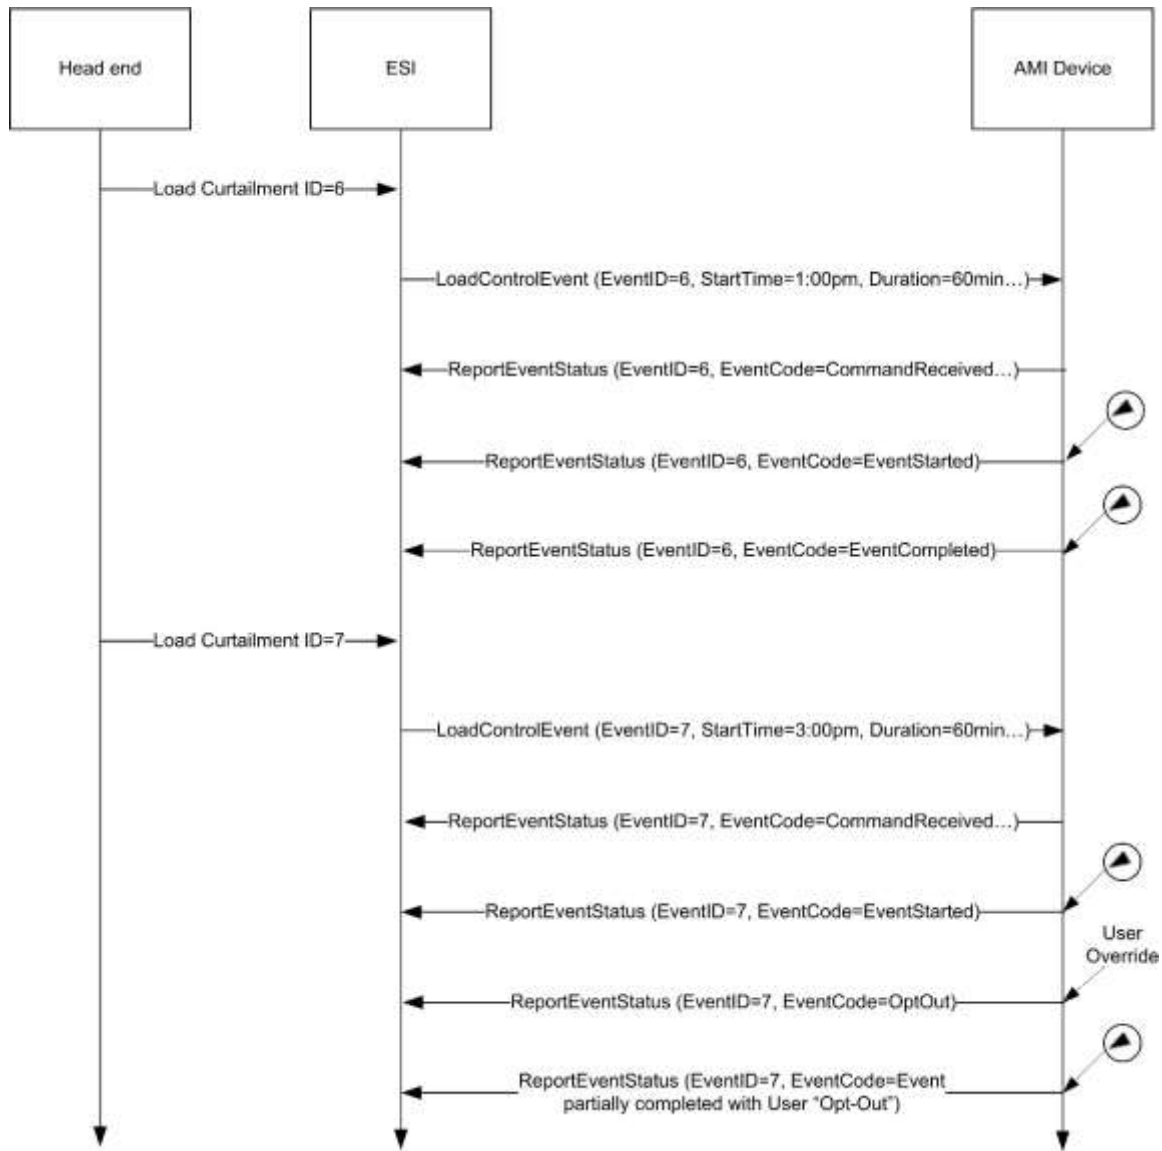 Head end
ESI
AMI Device
Load Curtailment ID=6
LoadControlEvent (EventID=6, StartTime=1:00pm, Duration=60min…)
ReportEventStatus (EventID=6, EventCode=CommandReceived…)
ReportEventStatus (EventID=6, EventCode=EventStarted)
ReportEventStatus (EventID=6, EventCode=EventCompleted)
Load Curtailment ID=7
LoadControlEvent (EventID=7, StartTime=3:00pm, Duration=60min…)
ReportEventStatus (EventID=7, EventCode=CommandReceived…)
ReportEventStatus (EventID=7, EventCode=EventStarted)
User
Override
ReportEventStatus (EventID=7, EventCode=OptOut)
ReportEventStatus (EventID=7, EventCode=Event
partially completed with User “Opt-Out”)